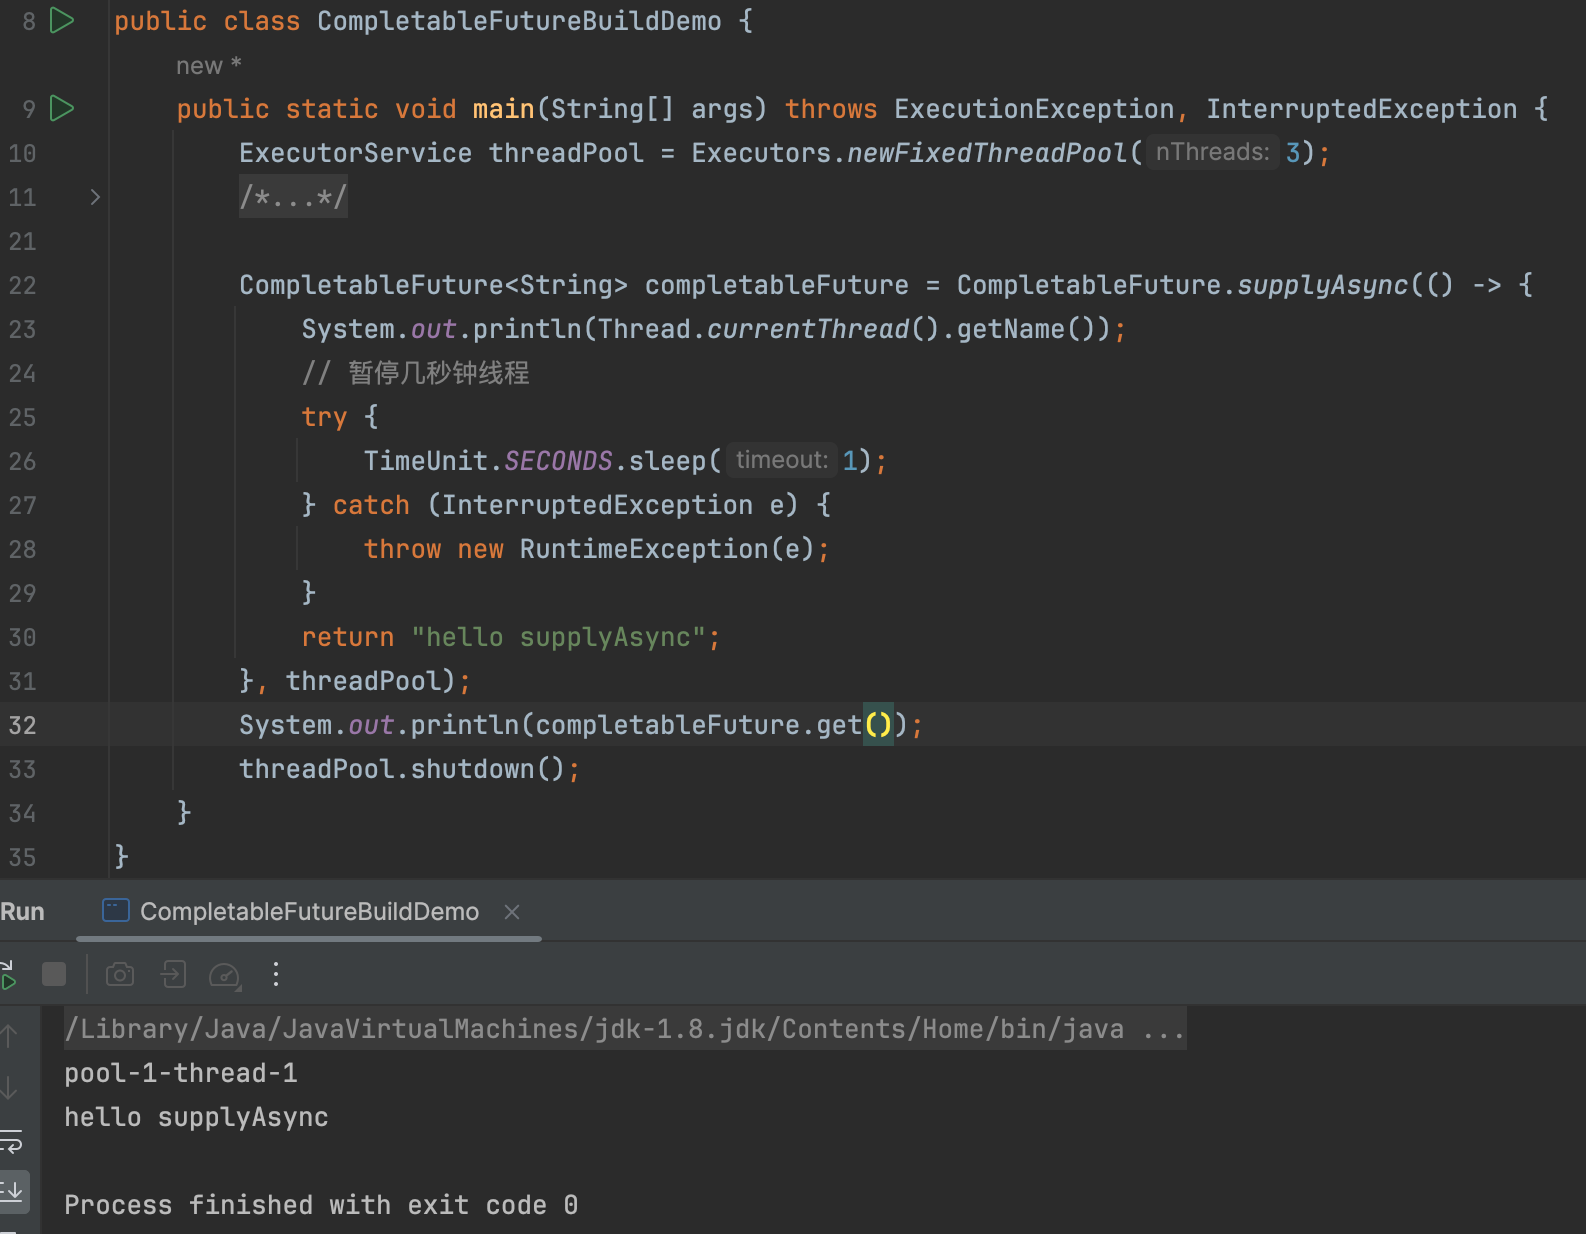 8 public class CompletableFutureBuildDemo {
new *
9 public static void main(String[] args) throws ExecutionException, InterruptedException {
10 ExecutorService threadPool = Executors.newFixedThreadPool( nThreads: 3);
11 /*...*/
21
22 CompletableFuture<String> completableFuture = CompletableFuture.supplyAsync(() -> {
23 System.out.println(Thread.currentThread().getName());
24 // 暂停几秒钟线程
25 try {
26 TimeUnit.SECONDS.sleep( timeout: 1);
27 } catch (InterruptedException e) {
28 throw new RuntimeException(e);
29 }
30 return "hello supplyAsync";
31 }, threadPool);
32 System.out.println(completableFuture.get());
33 threadPool.shutdown();
34 }
35 }
Run CompletableFutureBuildDemo
/Library/Java/JavaVirtualMachines/jdk-1.8.jdk/Contents/Home/bin/java ...
pool-1-thread-1
hello supplyAsync
Process finished with exit code 0